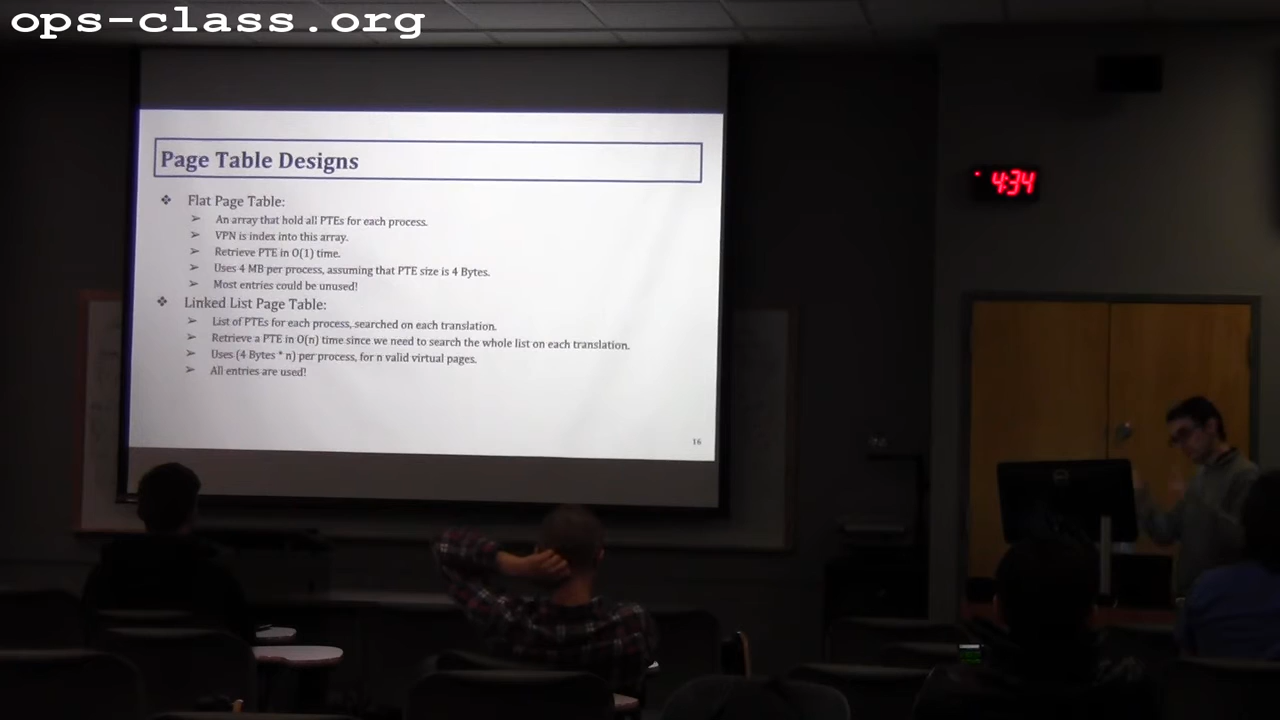 ops-class.org
Page Table Designs
❖ Flat Page Table:
➢ An array that hold all PTEs for each process.
➢ VPN is index into this array.
➢ Retrieve PTE in O(1) time.
➢ Uses 4 MB per process, assuming that PTE size is 4 Bytes.
➢ Most entries could be unused!
❖ Linked List Page Table:
➢ List of PTEs for each process, searched on each translation.
➢ Retrieve a PTE in O(n) time since we need to search the whole list on each translation.
➢ Uses (4 Bytes * n) per process, for n valid virtual pages.
➢ All entries are used!
16
4:34